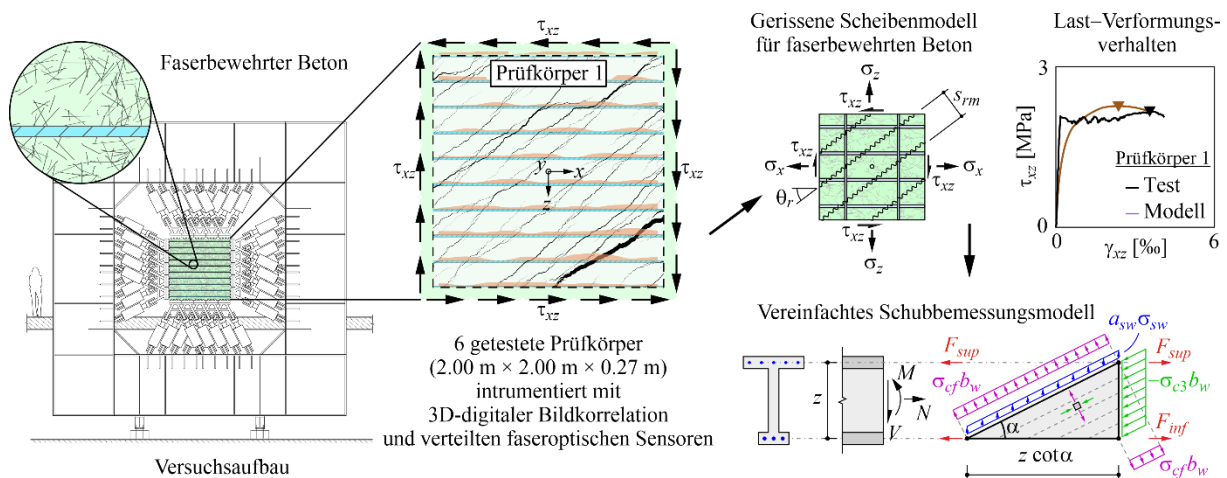 Faserbewehrter Beton
Versuchsaufbau
τxz
Prüfkörper 1
τxz
τxz
y
x
z
τxz
6 getestete Prüfkörper
(2.00 m × 2.00 m × 0.27 m)
intrumentiert mit
3D-digitaler Bildkorrelation
und verteilten faseroptischen Sensoren
Gerissene Scheibenmodell
für faserbewehrten Beton
σz
τxz
srm
τxz
σx
σx
τxz
θr
τxz
σz
Last–Verformungs-
verhalten
3
τxz [MPa]
Prüfkörper 1
Test
Modell
0
0
6
γxz [‰]
Vereinfachtes Schubbemessungsmodell
aswσsw
Fsup
Fsup
σcfbw
M
z
N
V
−σc3bw
α
Finf
z cotα
σcfbw